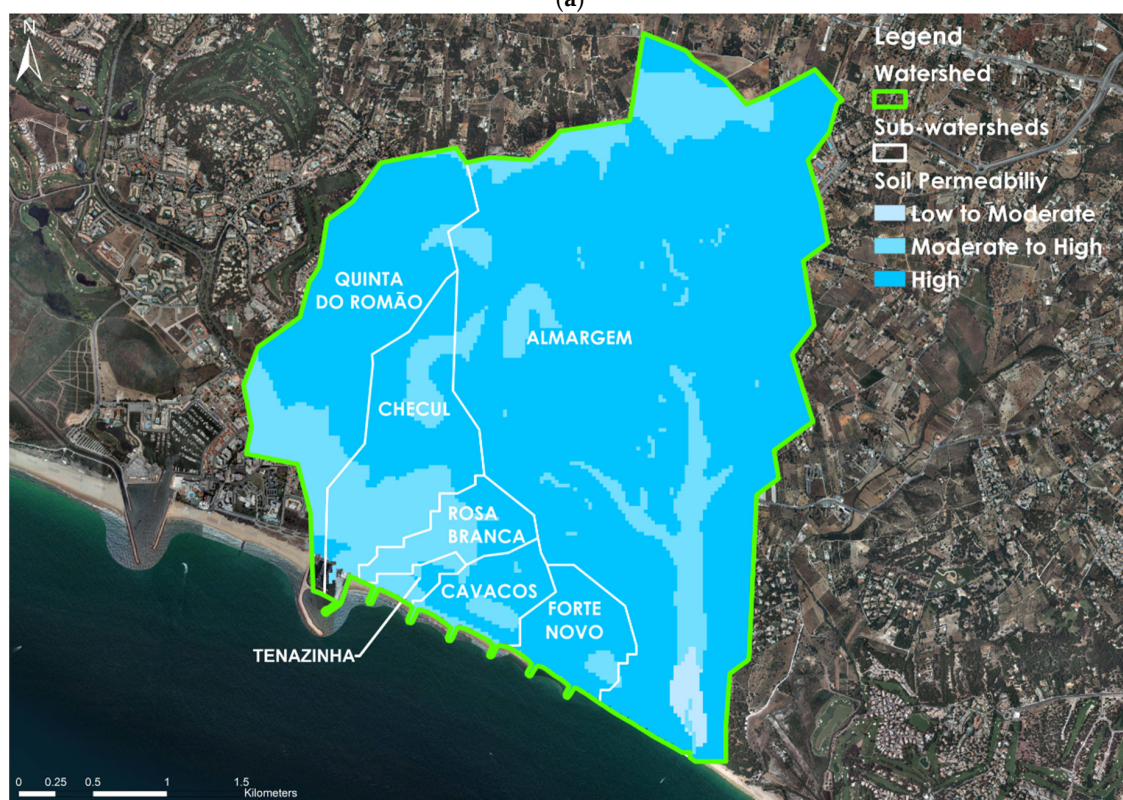 (a)
N
Legend
Watershed
Sub-watersheds
Soil Permeabiliy
Low to Moderate
Moderate to High
High
QUINTA
DO ROMÃO
ALMARGEM
CHECUL
ROSA
BRANCA
CAVACOS
FORTE
NOVO
TENAZINHA
0 0.25 0.5 1 1.5
Kilometers